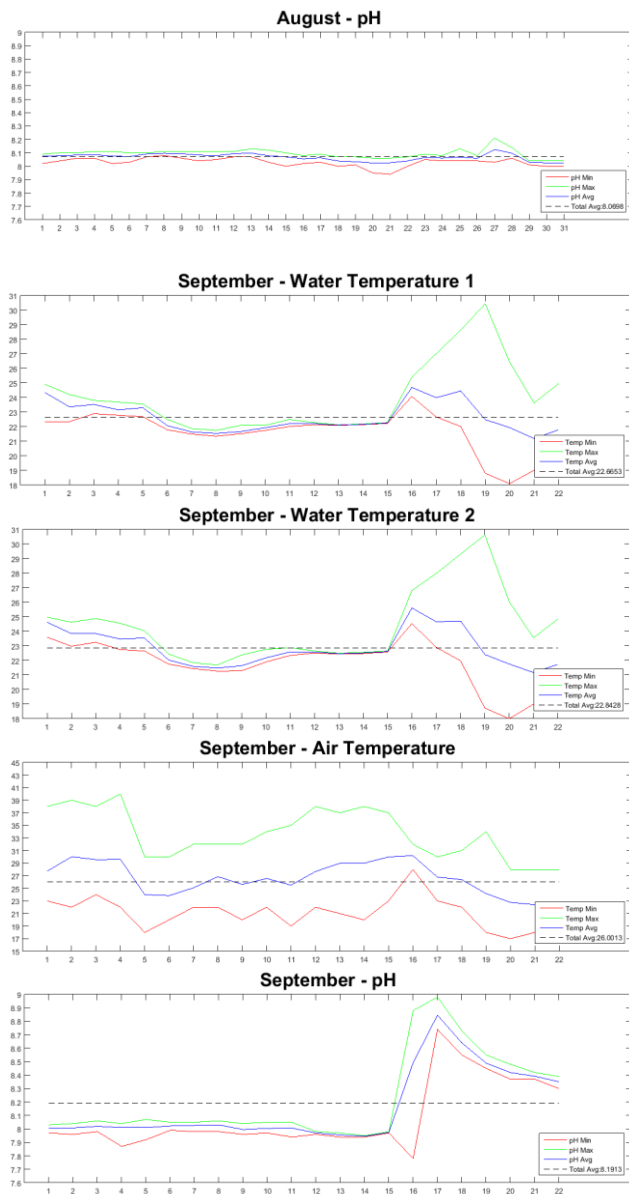 August - pH
9
8.9
8.8
8.7
8.6
8.5
8.4
8.3
8.2
8.1
8
7.9
7.8
7.7
7.6
1 2 3 4 5 6 7 8 9 10 11 12 13 14 15 16 17 18 19 20 21 22 23 24 25 26 27 28 29 30 31
pH Min
pH Max
pH Avg
Total Avg:8.0698
September - Water Temperature 1
31
30
29
28
27
26
25
24
23
22
21
20
19
18
1 2 3 4 5 6 7 8 9 10 11 12 13 14 15 16 17 18 19 20 21 22
Temp Min
Temp Max
Temp Avg
Total Avg:22.6653
September - Water Temperature 2
31
30
29
28
27
26
25
24
23
22
21
20
19
18
1 2 3 4 5 6 7 8 9 10 11 12 13 14 15 16 17 18 19 20 21 22
Temp Min
Temp Max
Temp Avg
Total Avg:22.8428
September - Air Temperature
45
43
41
39
37
35
33
31
29
27
25
23
21
19
17
15
1 2 3 4 5 6 7 8 9 10 11 12 13 14 15 16 17 18 19 20 21 22
Temp Min
Temp Max
Temp Avg
Total Avg:26.0013
September - pH
9
8.9
8.8
8.7
8.6
8.5
8.4
8.3
8.2
8.1
8
7.9
7.8
7.7
7.6
1 2 3 4 5 6 7 8 9 10 11 12 13 14 15 16 17 18 19 20 21 22
pH Min
pH Max
pH Avg
Total Avg:8.1913